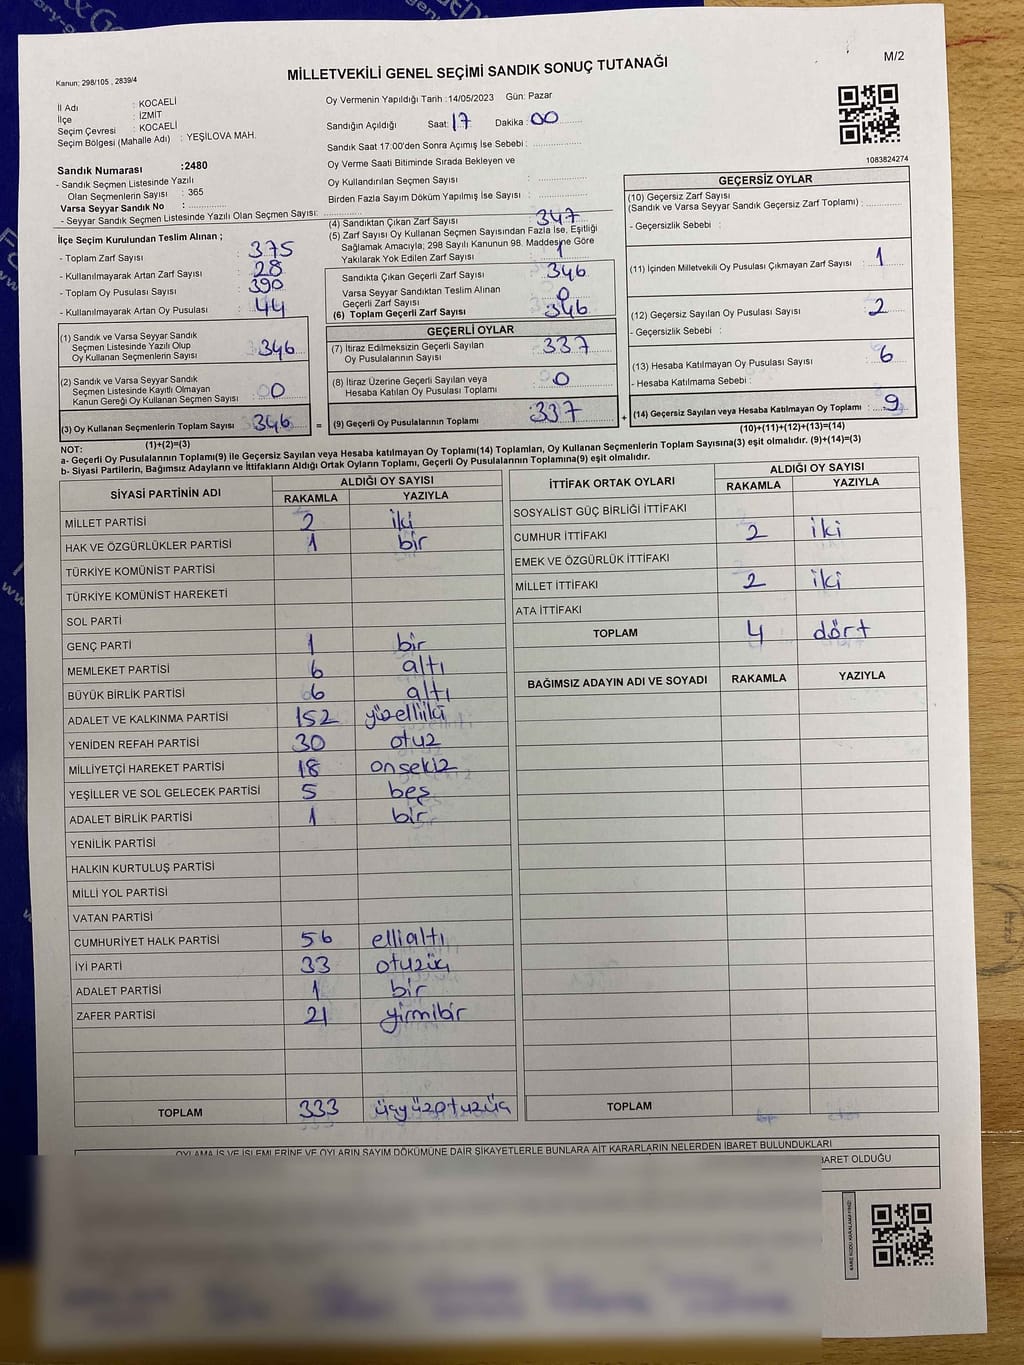 MİLLETVEKİLİ GENEL SEÇİMİ SANDIK SONUÇ TUTANAĞI
M/2
Kanun: 298/105 , 2839/4
İl Adı : KOCAELİ
İlçe : İZMİT
Seçim Çevresi : KOCAELİ
Seçim Bölgesi (Mahalle Adı) : YEŞİLOVA MAH.
Oy Vermenin Yapıldığı Tarih :14/05/2023 Gün: Pazar
Sandığın Açıldığı Saat: 17 Dakika : 00
Sandık Saat 17:00'den Sonra Açımış İse Sebebi :
Oy Verme Saati Bitiminde Sırada Bekleyen ve
Oy Kullandırılan Seçmen Sayısı :
Birden Fazla Sayım Döküm Yapılmış İse Sayısı :
1083824274
Sandık Numarası :2480
- Sandık Seçmen Listesinde Yazılı
Olan Seçmenlerin Sayısı : 365
Varsa Seyyar Sandık No :
- Seyyar Sandık Seçmen Listesinde Yazılı Olan Seçmen Sayısı:
İlçe Seçim Kurulundan Teslim Alınan ;
- Toplam Zarf Sayısı : 375
- Kullanılmayarak Artan Zarf Sayısı : 28
- Toplam Oy Pusulası Sayısı : 390
- Kullanılmayarak Artan Oy Pusulası : 44
(1) Sandık ve Varsa Seyyar Sandık
Seçmen Listesinde Yazılı Olup
Oy Kullanan Seçmenlerin Sayısı : 346
(2) Sandık ve Varsa Seyyar Sandık
Seçmen Listesinde Kayıtlı Olmayan
Kanun Gereği Oy Kullanan Seçmen Sayısı : 0
(3) Oy Kullanan Seçmenlerin Toplam Sayısı : 346
(1)+(2)=(3)
(4) Sandıktan Çıkan Zarf Sayısı : 347
(5) Zarf Sayısı Oy Kullanan Seçmen Sayısından Fazla İse, Eşitliği
Sağlamak Amacıyla; 298 Sayılı Kanunun 98. Maddesine Göre
Yakılarak Yok Edilen Zarf Sayısı : 1
Sandıkta Çıkan Geçerli Zarf Sayısı : 346
Varsa Seyyar Sandıktan Teslim Alınan
Geçerli Zarf Sayısı : 0
(6) Toplam Geçerli Zarf Sayısı : 346
GEÇERLİ OYLAR
(7) İtiraz Edilmeksizin Geçerli Sayılan
Oy Pusulalarının Sayısı : 337
(8) İtiraz Üzerine Geçerli Sayılan veya
Hesaba Katılan Oy Pusulası Toplamı : 0
= (9) Geçerli Oy Pusulalarının Toplamı : 337
GEÇERSİZ OYLAR
(10) Geçersiz Zarf Sayısı
(Sandık ve Varsa Seyyar Sandık Geçersiz Zarf Toplamı) :
- Geçersizlik Sebebi :
(11) İçinden Milletvekili Oy Pusulası Çıkmayan Zarf Sayısı : 1
(12) Geçersiz Sayılan Oy Pusulası Sayısı : 2
- Geçersizlik Sebebi :
(13) Hesaba Katılmayan Oy Pusulası Sayısı : 6
- Hesaba Katılmama Sebebi :
+ (14) Geçersiz Sayılan veya Hesaba Katılmayan Oy Toplamı : 9
(10)+(11)+(12)+(13)=(14)
NOT:
a- Geçerli Oy Pusulalarının Toplamı(9) ile Geçersiz Sayılan veya Hesaba katılmayan Oy Toplamı(14) Toplamları, Oy Kullanan Seçmenlerin Toplam Sayısına(3) eşit olmalıdır. (9)+(14)=(3)
b- Siyasi Partilerin, Bağımsız Adayların ve İttifakların Aldığı Ortak Oyların Toplamı, Geçerli Oy Pusulalarının Toplamına(9) eşit olmalıdır.
SİYASİ PARTİNİN ADI ALDIĞI OY SAYISI
RAKAMLA YAZIYLA
MİLLET PARTİSİ 2 iki
HAK VE ÖZGÜRLÜKLER PARTİSİ 1 bir
TÜRKİYE KOMÜNİST PARTİSİ
TÜRKİYE KOMÜNİST HAREKETİ
SOL PARTİ
GENÇ PARTİ 1 bir
MEMLEKET PARTİSİ 6 altı
BÜYÜK BİRLİK PARTİSİ 6 altı
ADALET VE KALKINMA PARTİSİ 152 yüzelliiki
YENİDEN REFAH PARTİSİ 30 otuz
MİLLİYETÇİ HAREKET PARTİSİ 18 onsekiz
YEŞİLLER VE SOL GELECEK PARTİSİ 5 beş
ADALET BİRLİK PARTİSİ 1 bir
YENİLİK PARTİSİ
HALKIN KURTULUŞ PARTİSİ
MİLLİ YOL PARTİSİ
VATAN PARTİSİ
CUMHURİYET HALK PARTİSİ 56 ellialtı
İYİ PARTİ 33 otuzüç
ADALET PARTİSİ 1 bir
ZAFER PARTİSİ 21 yirmibir
TOPLAM 333 üçyüzotuzüç
İTTİFAK ORTAK OYLARI ALDIĞI OY SAYISI
RAKAMLA YAZIYLA
SOSYALİST GÜÇ BİRLİĞİ İTTİFAKI
CUMHUR İTTİFAKI 2 iki
EMEK VE ÖZGÜRLÜK İTTİFAKI
MİLLET İTTİFAKI 2 iki
ATA İTTİFAKI
TOPLAM 4 dört
BAĞIMSIZ ADAYIN ADI VE SOYADI RAKAMLA YAZIYLA
TOPLAM
OYLAMA İŞ VE İŞLEMLERİNE VE OYLARIN SAYIM DÖKÜMÜNE DAİR ŞİKAYETLERLE BUNLARA AİT KARARLARIN NELERDEN İBARET BULUNDUKLARI
BARET OLDUĞU